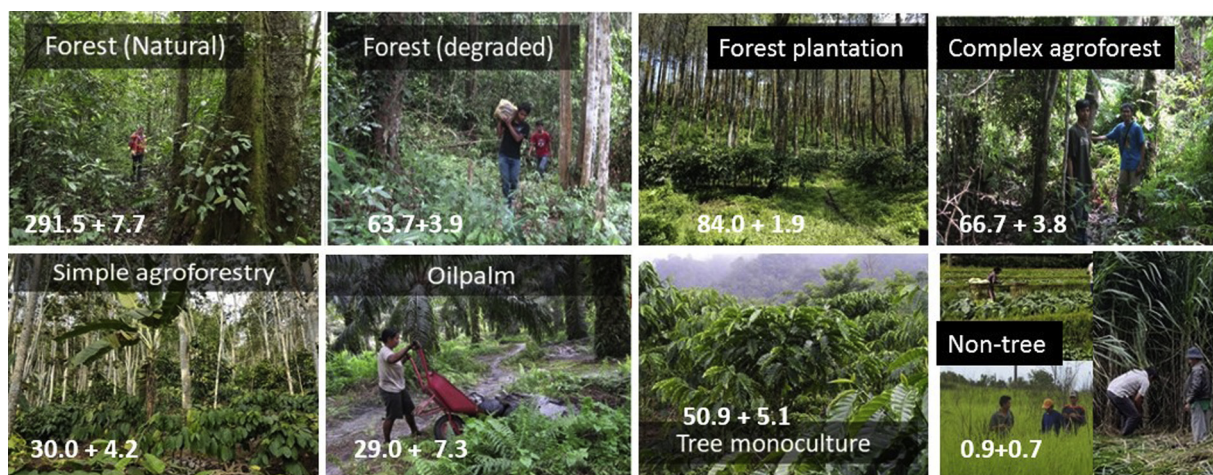 Forest (Natural)
291.5 + 7.7
Forest (degraded)
63.7+3.9
Forest plantation
84.0 + 1.9
Complex agroforest
66.7 + 3.8
Simple agroforestry
30.0 + 4.2
Oilpalm
29.0 + 7.3
50.9 + 5.1
Tree monoculture
Non-tree
0.9+0.7